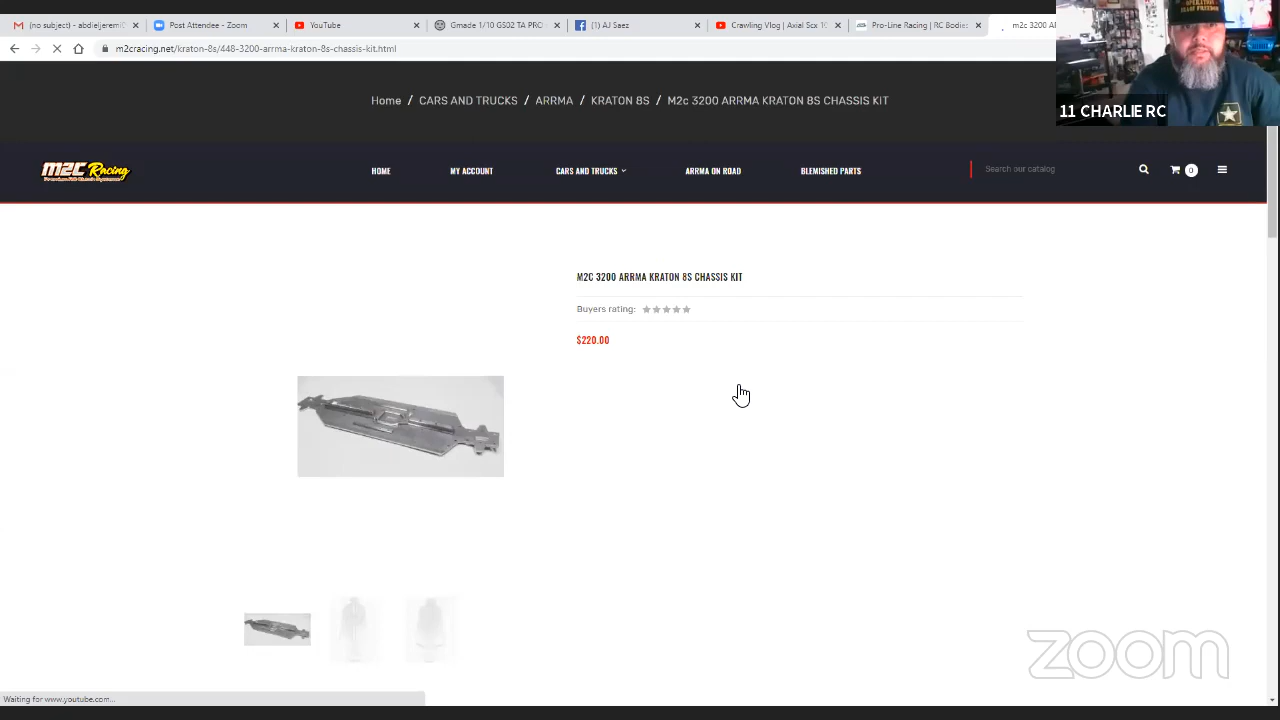 (no subject) - abdeljerem(
Post Attendee - Zoom
YouTube
Gmade 1/10 GS02 TA PRO
(1) AJ Saez
Crawling Vlog | Axial Scx 10
Pro-Line Racing | RC Bodies
m2c 3200 A
m2cracing.net/kraton-8s/448-3200-arrma-kraton-8s-chassis-kit.html
11 CHARLIE RC
Home / CARS AND TRUCKS / ARRMA / KRATON 8S / M2c 3200 ARRMA KRATON 8S CHASSIS KIT
M2C Racing
HOME
MY ACCOUNT
CARS AND TRUCKS
ARRMA ON ROAD
BLEMISHED PARTS
Search our catalog
0
M2C 3200 ARRMA KRATON 8S CHASSIS KIT
Buyers rating:
$220.00
zoom
Waiting for www.youtube.com...